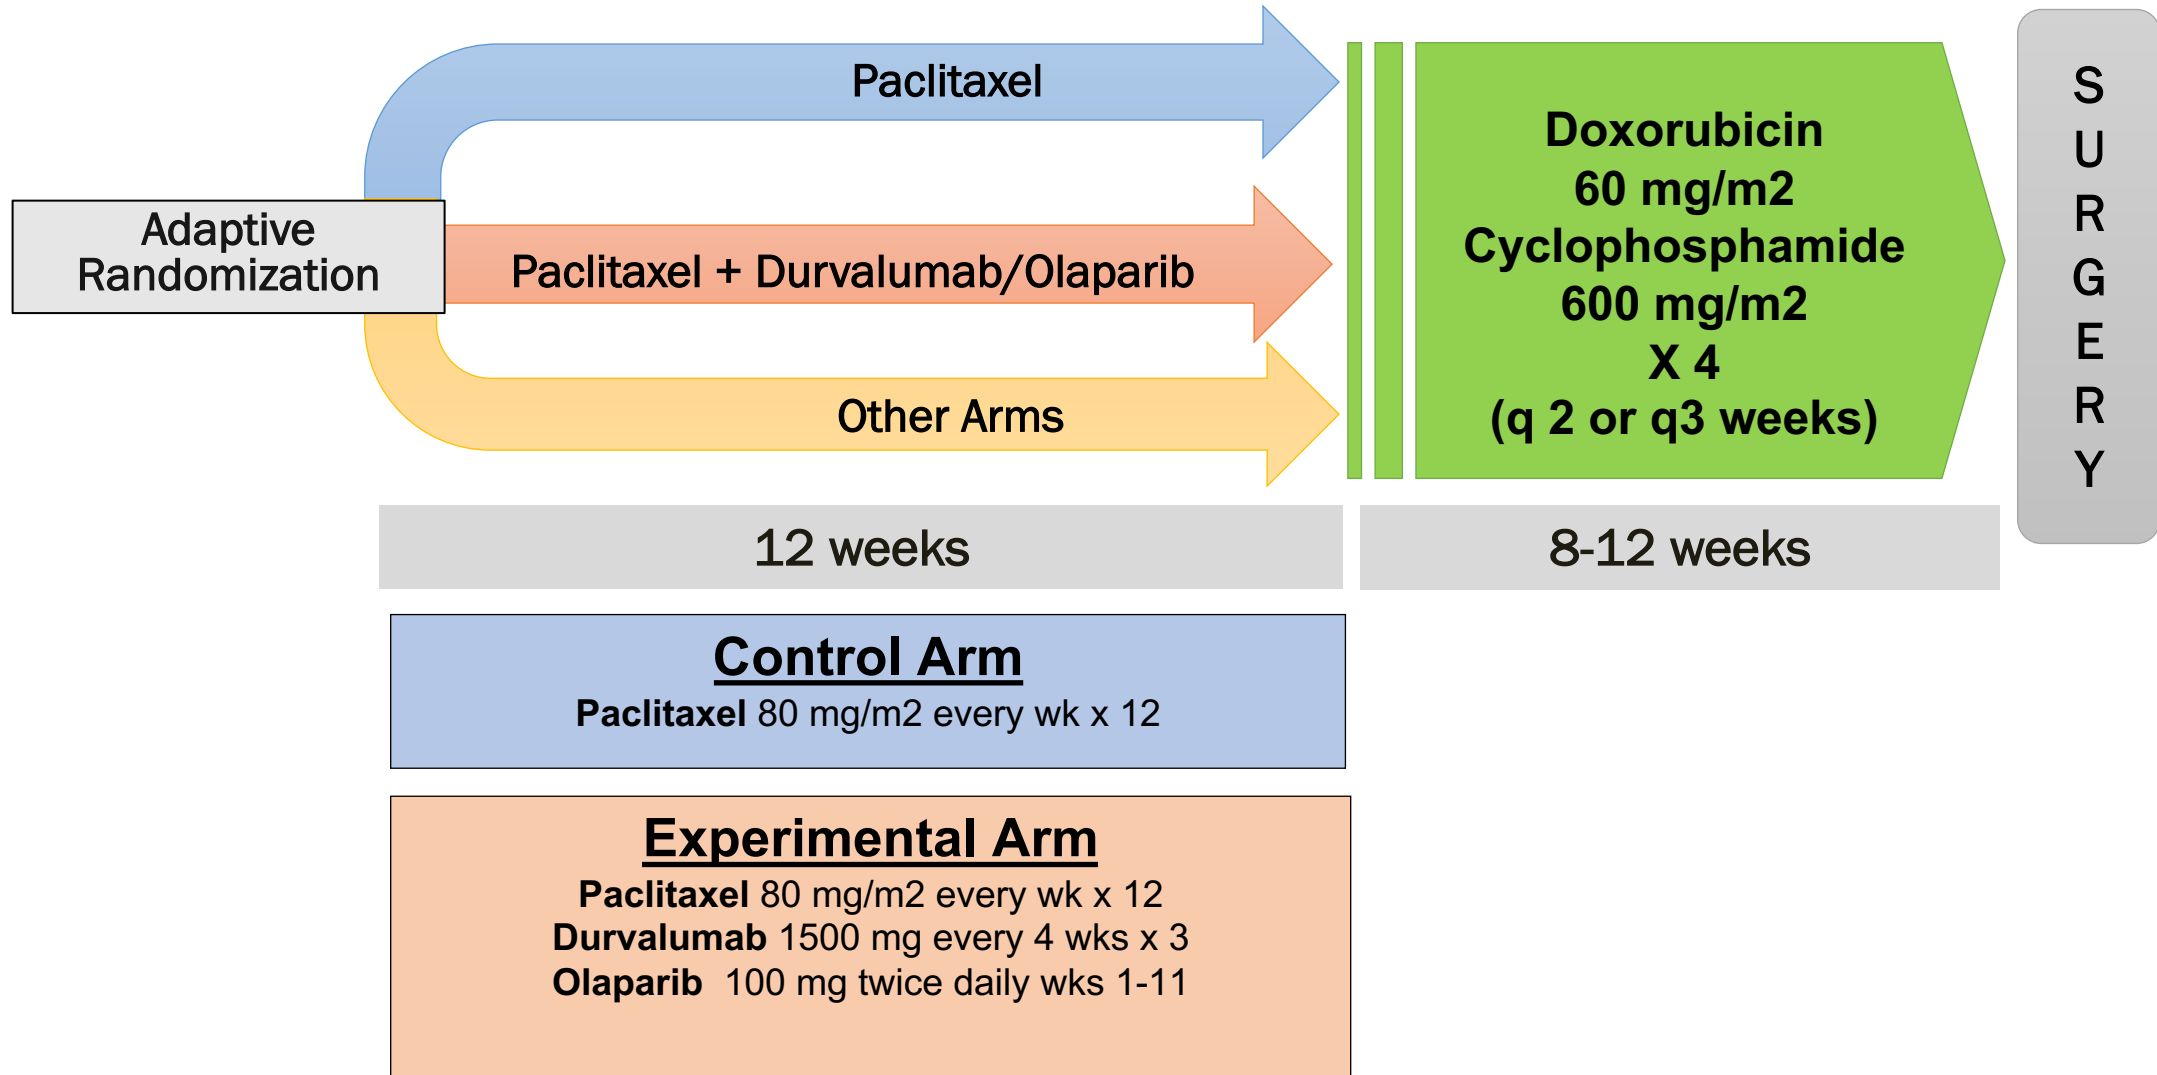 Paclitaxel
Adaptive
Randomization
Paclitaxel + Durvalumab/Olaparib
Other Arms
Doxorubicin
60 mg/m2
Cyclophosphamide
600 mg/m2
X 4
(q 2 or q3 weeks)
S
U
R
G
E
R
Y
12 weeks
8-12 weeks
Control Arm
Paclitaxel 80 mg/m2 every wk x 12
Experimental Arm
Paclitaxel 80 mg/m2 every wk x 12
Durvalumab 1500 mg every 4 wks x 3
Olaparib 100 mg twice daily wks 1-11